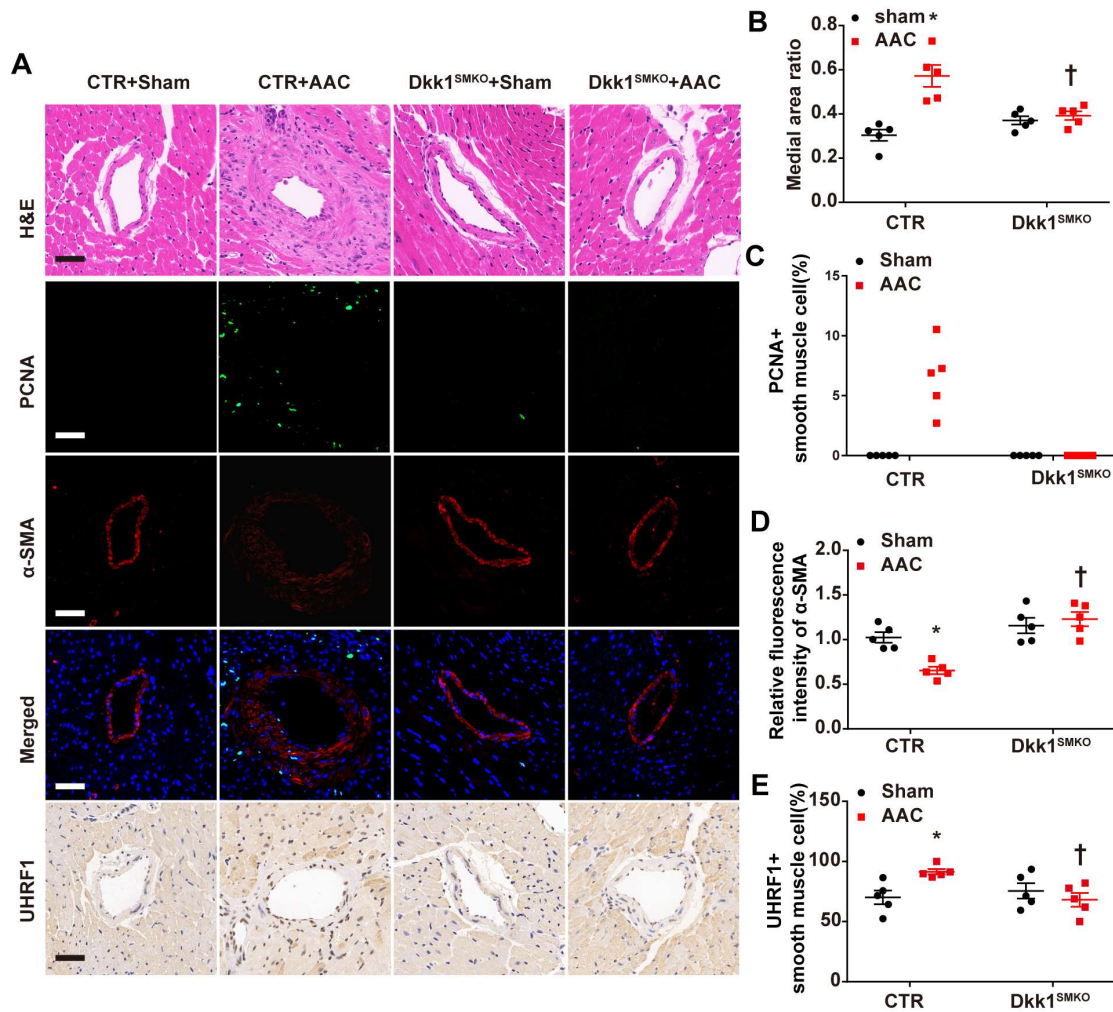 A
CTR+Sham
CTR+AAC
Dkk1SMKO+Sham
Dkk1SMKO+AAC
H&E
PCNA
α-SMA
Merged
UHRF1
B
sham *
AAC
†
Medial area ratio
0.8
0.6
0.4
0.2
0.0
CTR
Dkk1SMKO
C
Sham
AAC
PCNA+
smooth muscle cell(%)
15
10
5
0
CTR
Dkk1SMKO
D
Sham
AAC
*
†
Relative fluorescence
intensity of α-SMA
2.0
1.5
1.0
0.5
0.0
CTR
Dkk1SMKO
E
Sham
AAC
*
†
UHRF1+
smooth muscle cell(%)
150
100
50
0
CTR
Dkk1SMKO